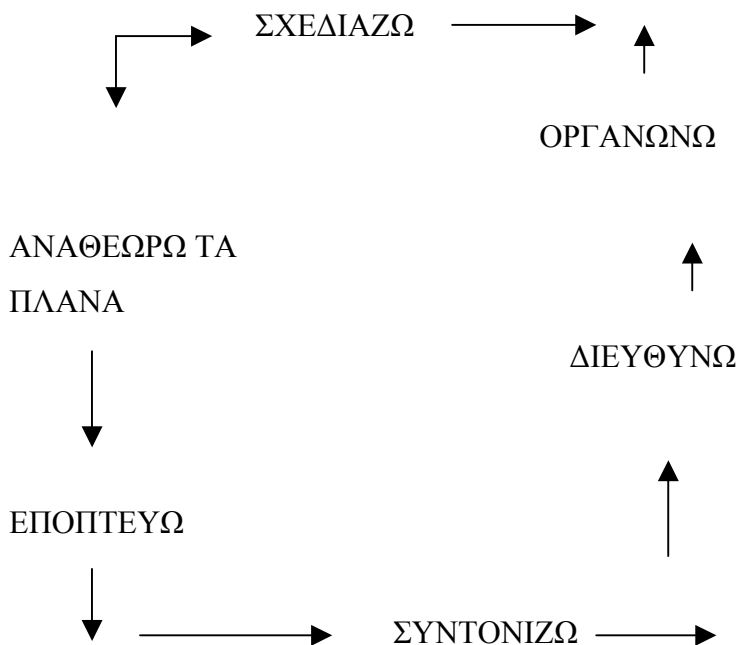 ΣΧΕΔΙΑΖΩ
ΟΡΓΑΝΩΝΩ
ΑΝΑΘΕΩΡΩ ΤΑ
ΠΛΑΝΑ
ΔΙΕΥΘΥΝΩ
ΕΠΟΠΤΕΥΩ
ΣΥΝΤΟΝΙΖΩ